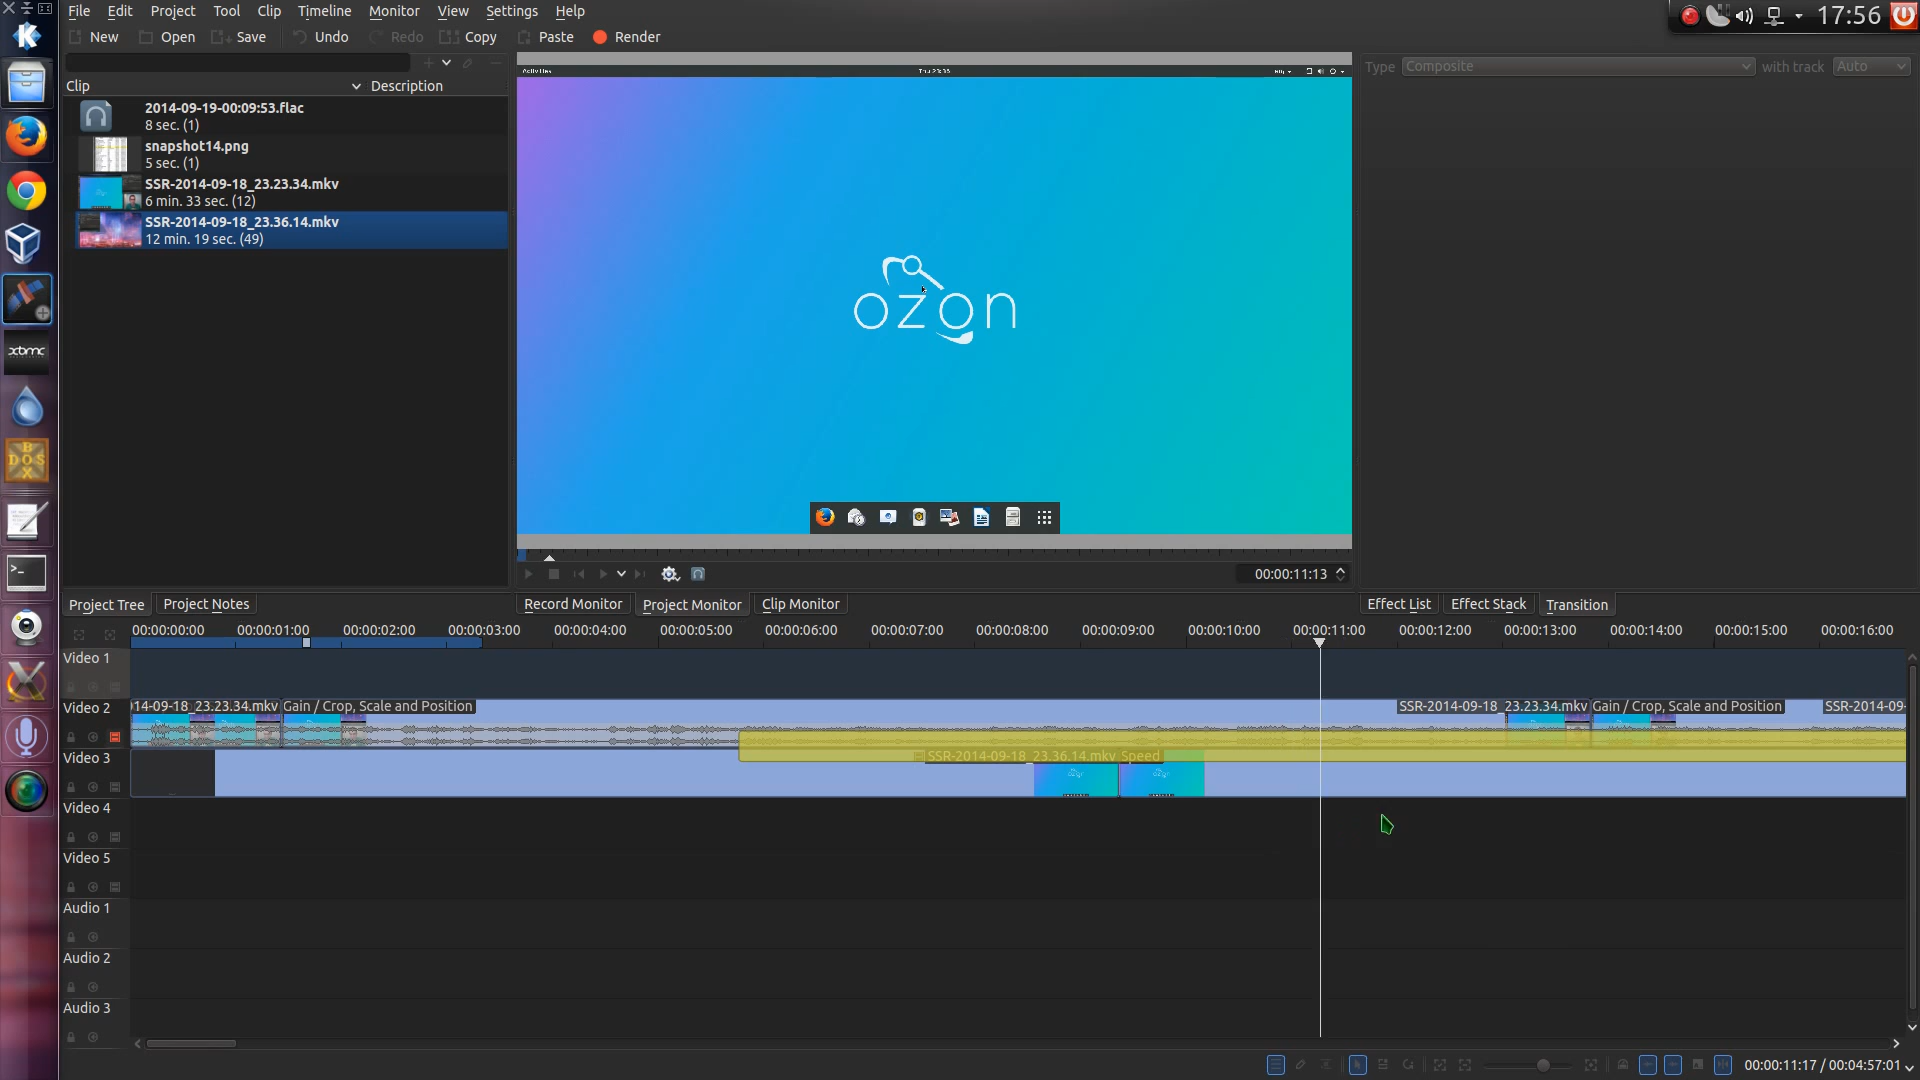 File Edit Project Tool Clip Timeline Monitor View Settings Help
17:56
New Open Save Undo Redo Copy Paste Render
Type Composite with track Auto
Clip Description
2014-09-19-00:09:53.flac
8 sec. (1)
snapshot14.png
5 sec. (1)
SSR-2014-09-18_23.23.34.mkv
6 min. 33 sec. (12)
SSR-2014-09-18_23.36.14.mkv
12 min. 19 sec. (49)
Activities
ozon
xbmc
DOS
00:00:11:13
Project Tree Project Notes Record Monitor Project Monitor Clip Monitor Effect List Effect Stack Transition
00:00:00:00 00:00:01:00 00:00:02:00 00:00:03:00 00:00:04:00 00:00:05:00 00:00:06:00 00:00:07:00 00:00:08:00 00:00:09:00 00:00:10:00 00:00:11:00 00:00:12:00 00:00:13:00 00:00:14:00 00:00:15:00 00:00:16:00
Video 1
Video 2
14-09-18_23.23.34.mkv Gain / Crop, Scale and Position SSR-2014-09-18_23.23.34.mkv Gain / Crop, Scale and Position SSR-2014-09-
Video 3
SSR-2014-09-18_23.36.14.mkv Speed
Video 4
Video 5
Audio 1
Audio 2
Audio 3
00:00:11:17 / 00:04:57:01